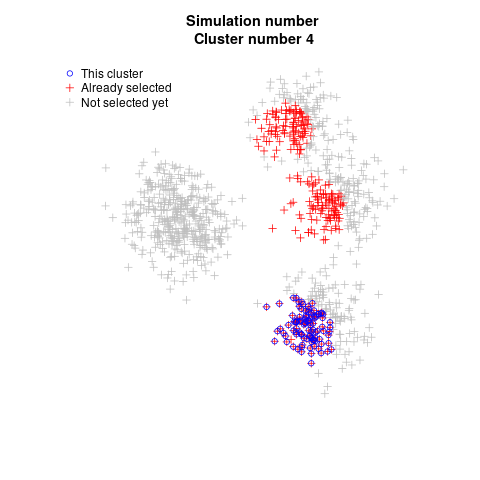 Simulation number
Cluster number 4
This cluster
Already selected
Not selected yet